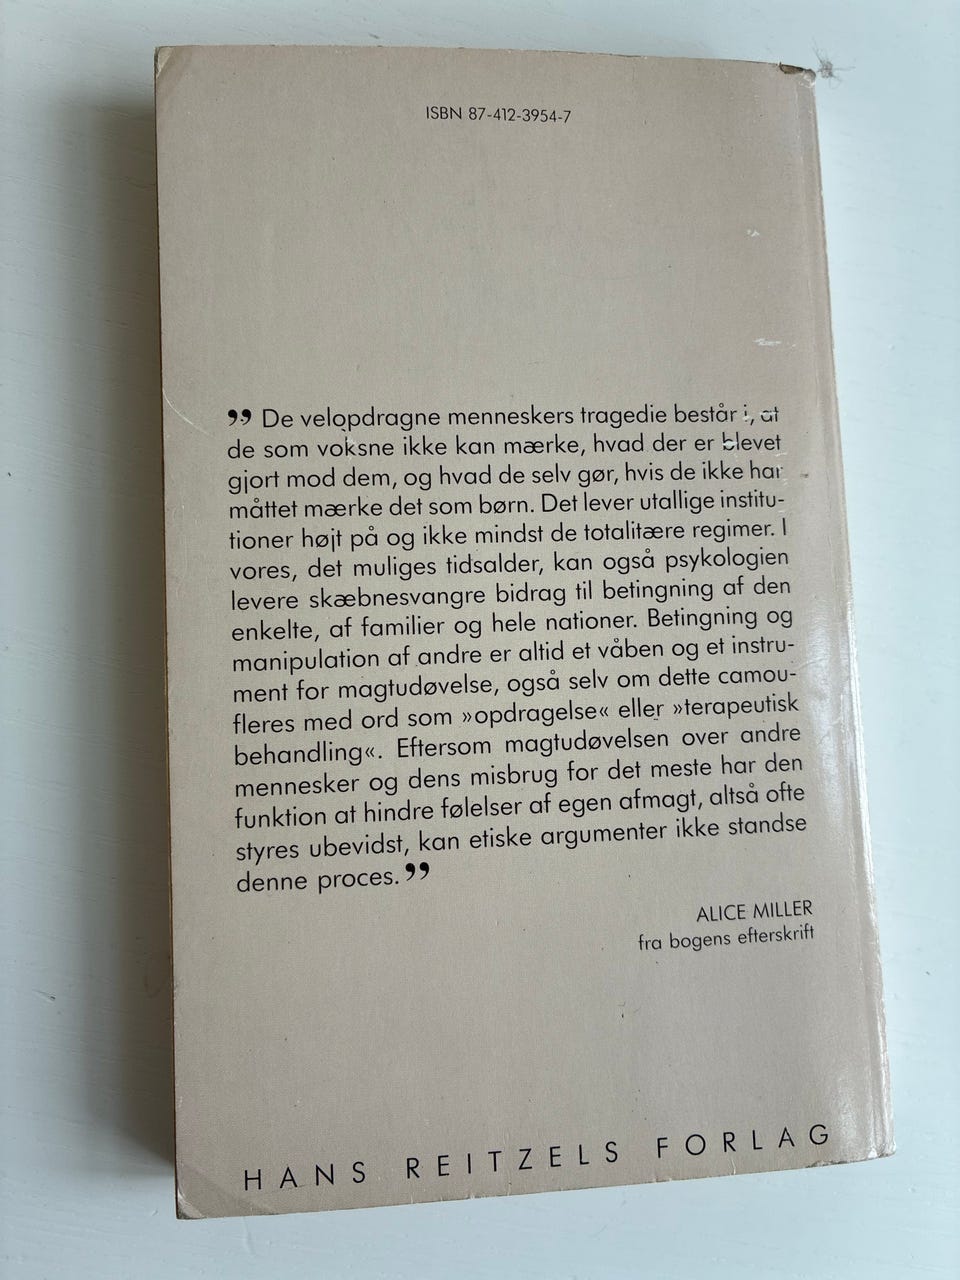 ISBN 87-412-3954-7
❞ De velopdragne menneskers tragedie består i, at
de som voksne ikke kan mærke, hvad der er blevet
gjort mod dem, og hvad de selv gør, hvis de ikke har
måttet mærke det som børn. Det lever utallige institu-
tioner højt på og ikke mindst de totalitære regimer. I
vores, det muliges tidsalder, kan også psykologien
levere skæbnesvangre bidrag til betingning af den
enkelte, af familier og hele nationer. Betingning og
manipulation af andre er altid et våben og et instru-
ment for magtudøvelse, også selv om dette camou-
fleres med ord som »opdragelse« eller »terapeutisk
behandling«. Eftersom magtudøvelsen over andre
mennesker og dens misbrug for det meste har den
funktion at hindre følelser af egen afmagt, altså ofte
styres ubevidst, kan etiske argumenter ikke standse
denne proces.❞
ALICE MILLER
fra bogens efterskrift
HANS REITZELS FORLAG